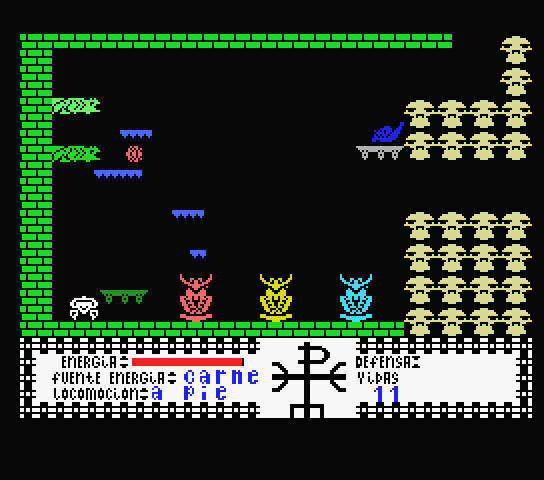 ENERGIA:
DEFENSA:
FUENTE ENERGIA: carne
VIDAS
LOCOMOCION: a pie
11